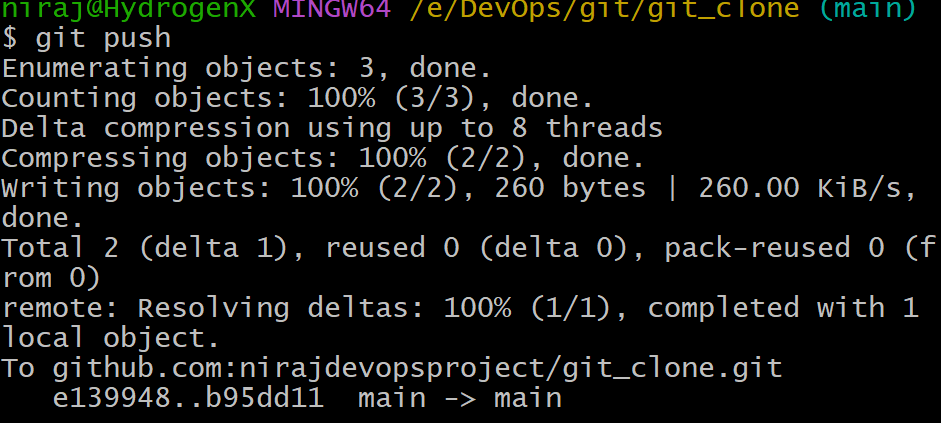 niraj@HydrogenX MINGW64 /e/DevOps/git/git_clone (main)
$ git push
Enumerating objects: 3, done.
Counting objects: 100% (3/3), done.
Delta compression using up to 8 threads
Compressing objects: 100% (2/2), done.
Writing objects: 100% (2/2), 260 bytes | 260.00 KiB/s,
done.
Total 2 (delta 1), reused 0 (delta 0), pack-reused 0 (f
rom 0)
remote: Resolving deltas: 100% (1/1), completed with 1
local object.
To github.com:nirajdevopsproject/git_clone.git
   e139948..b95dd11  main -> main